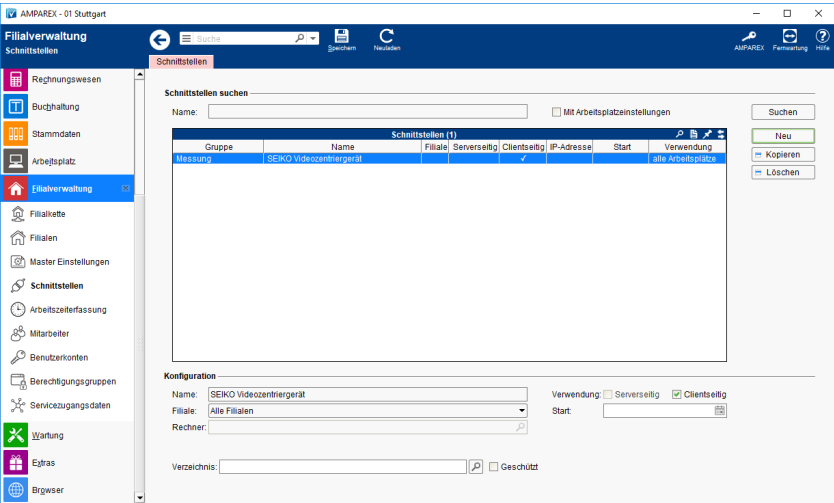 AMPAREX - 01 Stuttgart
Filialverwaltung
Schnittstellen
Suche
Speichern
Neuladen
AMPAREX
Fernwartung
Hilfe
Schnittstellen
Rechnungswesen
Buchhaltung
Stammdaten
Arbeitsplatz
Filialverwaltung
Filialkette
Filialen
Master Einstellungen
Schnittstellen
Arbeitszeiterfassung
Mitarbeiter
Benutzerkonten
Berechtigungsgruppen
Servicezugangsdaten
Wartung
Extras
Browser
Schnittstellen suchen
Name:
Mit Arbeitsplatzeinstellungen
Suchen
Schnittstellen (1)
Neu
Gruppe Name Filiale Serverseitig Clientseitig IP-Adresse Start Verwendung
Messung SEIKO Videozentriergerät alle Arbeitsplätze
Kopieren
Löschen
Konfiguration
Name: SEIKO Videozentriergerät Verwendung: Serverseitig Clientseitig
Filiale: Alle Filialen Start:
Rechner:
Verzeichnis: Geschützt